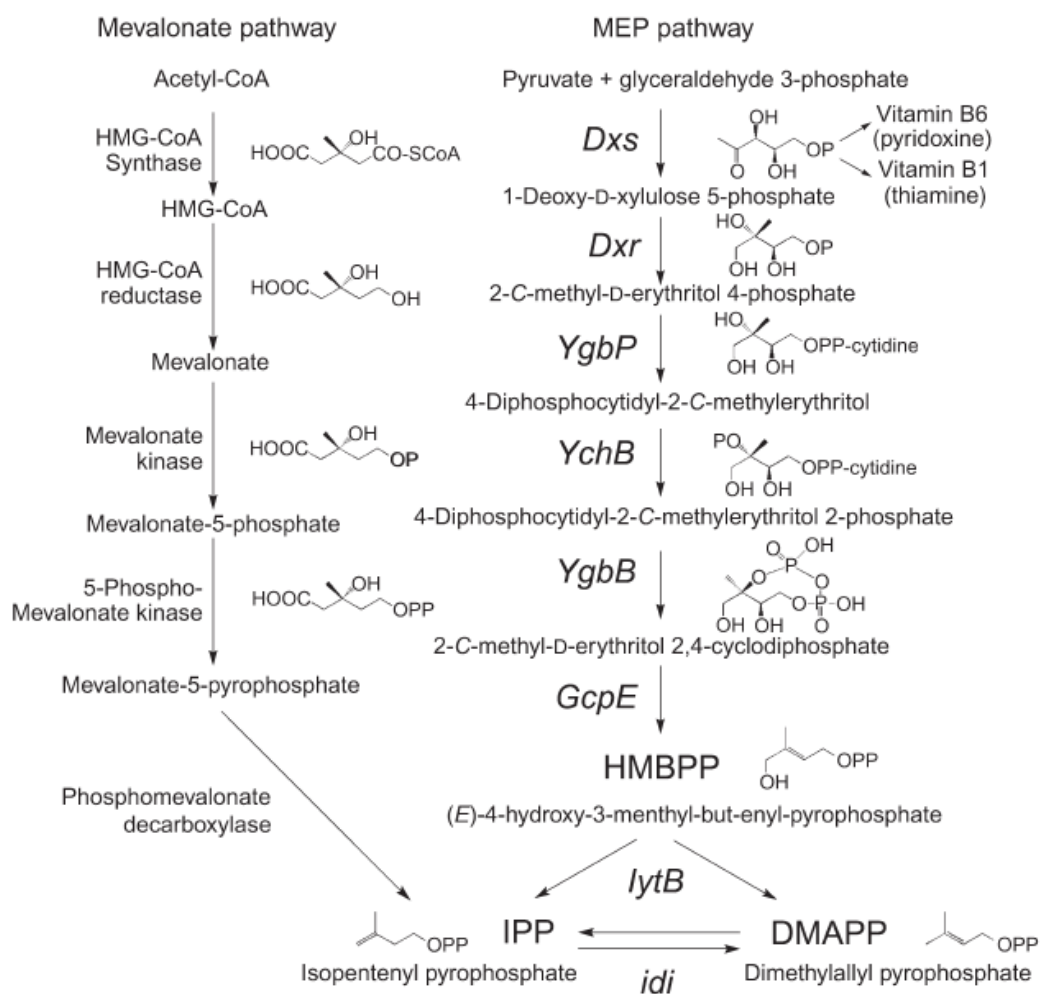 Mevalonate pathway
Acetyl-CoA
HMG-CoA
Synthase
HOOC
OH
CO-SCoA
HMG-CoA
HMG-CoA
reductase
HOOC
OH
OH
Mevalonate
Mevalonate
kinase
HOOC
OH
OP
Mevalonate-5-phosphate
5-Phospho-
Mevalonate kinase
HOOC
OH
OPP
Mevalonate-5-pyrophosphate
Phosphomevalonate
decarboxylase
MEP pathway
Pyruvate + glyceraldehyde 3-phosphate
Dxs
OH
OP
O
OH
Vitamin B6
(pyridoxine)
Vitamin B1
(thiamine)
1-Deoxy-D-xylulose 5-phosphate
Dxr
HO
OP
OH OH
2-C-methyl-D-erythritol 4-phosphate
YgbP
HO
OPP-cytidine
OH OH
4-Diphosphocytidyl-2-C-methylerythritol
YchB
PO
OPP-cytidine
OH OH
4-Diphosphocytidyl-2-C-methylerythritol 2-phosphate
YgbB
O OH
P
O O
O P OH
OH OH O
2-C-methyl-D-erythritol 2,4-cyclodiphosphate
GcpE
HMBPP
OPP
OH
(E)-4-hydroxy-3-menthyl-but-enyl-pyrophosphate
lytB
OPP
IPP
DMAPP
OPP
Isopentenyl pyrophosphate
idi
Dimethylallyl pyrophosphate